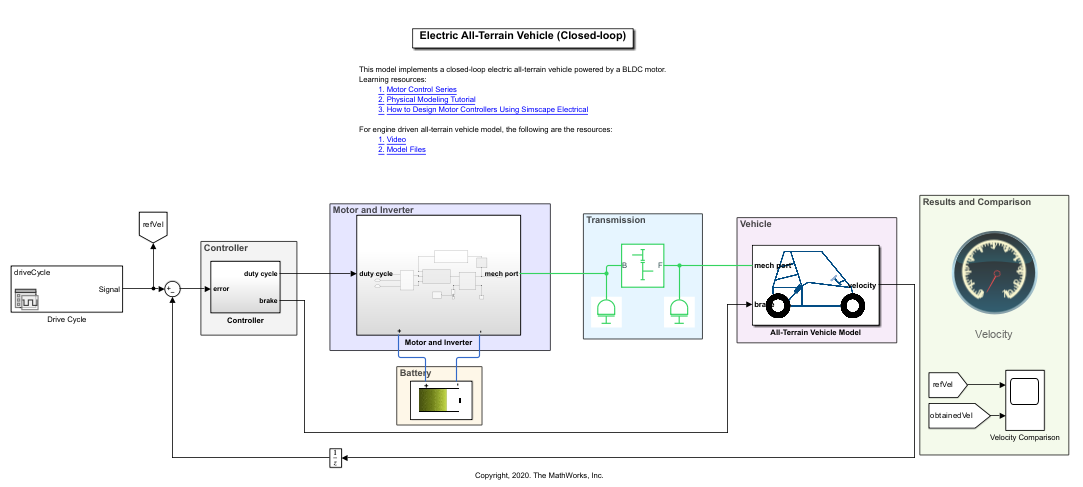 Electric All-Terrain Vehicle (Closed-loop)
This model implements a closed-loop electric all-terrain vehicle powered by a BLDC motor.
Learning resources:
1. Motor Control Series
2. Physical Modeling Tutorial
3. How to Design Motor Controllers Using Simscape Electrical
For engine driven all-terrain vehicle model, the following are the resources:
1. Video
2. Model Files
refVel
driveCycle
Signal
Drive Cycle
+
−
Controller
error
duty cycle
brake
Controller
Motor and Inverter
duty cycle
mech port
+
-
Motor and Inverter
Battery
+
-
Transmission
B
F
Vehicle
mech port
brake
velocity
All-Terrain Vehicle Model
Results and Comparison
Velocity
refVel
obtainedVel
Velocity Comparison
1
z
Copyright, 2020. The MathWorks, Inc.